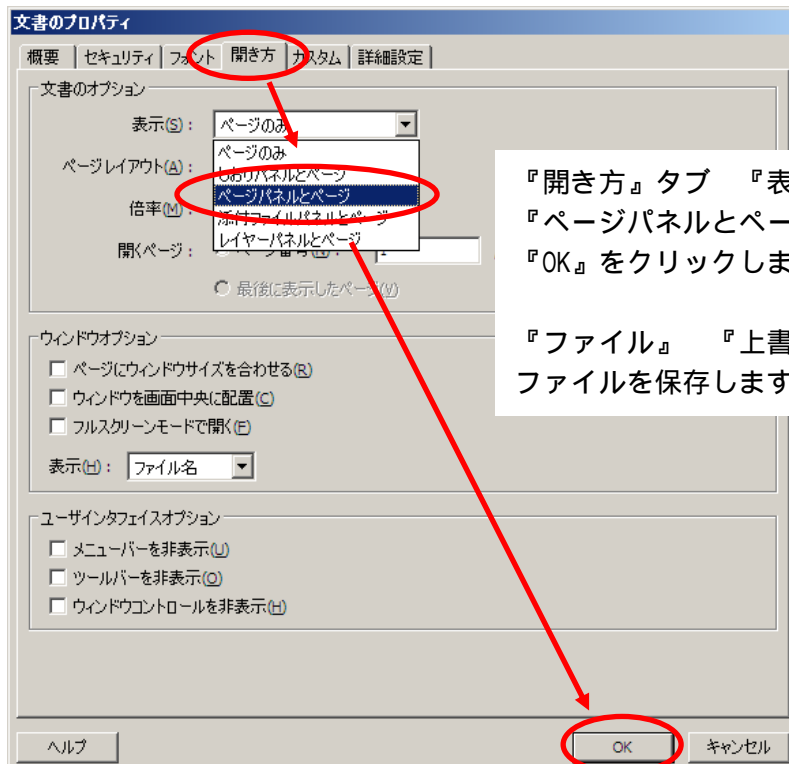 文書のプロパティ
概要 セキュリティ フォント 開き方 カスタム 詳細設定
文書のオプション
表示(S): ページのみ
ページのみ
ページレイアウト(A): しおりパネルとページ
ページパネルとページ
倍率(M): 添付ファイルパネルとページ
レイヤーパネルとページ
開くページ: ページ番号(N): 1
最後に表示したページ(V)
『開き方』タブ 『表
『ページパネルとペー
『OK』をクリックしま
『ファイル』 『上書
ファイルを保存します
ウィンドウオプション
ページにウィンドウサイズを合わせる(R)
ウィンドウを画面中央に配置(C)
フルスクリーンモードで開く(F)
表示(H): ファイル名
ユーザインタフェイスオプション
メニューバーを非表示(U)
ツールバーを非表示(O)
ウィンドウコントロールを非表示(H)
ヘルプ OK キャンセル